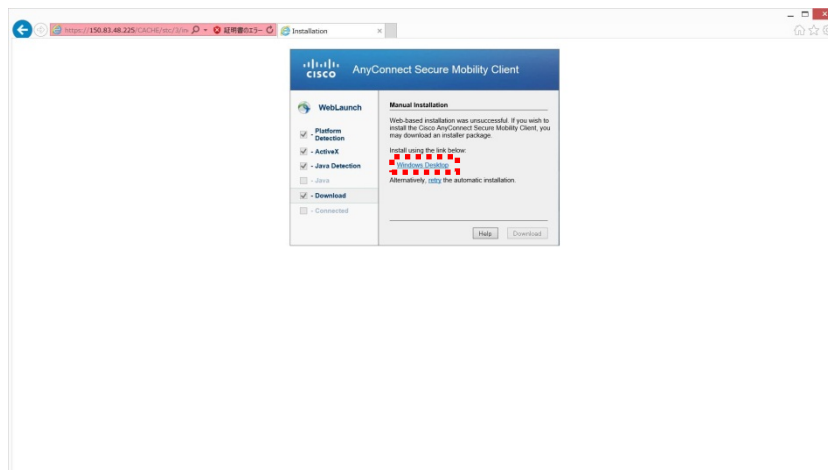 https://150.83.48.225/CACHE/stc/3/in
証明書のエラー
Installation
CISCO
AnyConnect Secure Mobility Client
WebLaunch
- Platform
Detection
- ActiveX
- Java Detection
- Java
- Download
- Connected
Manual Installation
Web-based installation was unsuccessful. If you wish to
install the Cisco AnyConnect Secure Mobility Client, you
may download an installer package.
Install using the link below:
Windows Desktop
Alternatively, retry the automatic installation.
Help
Download